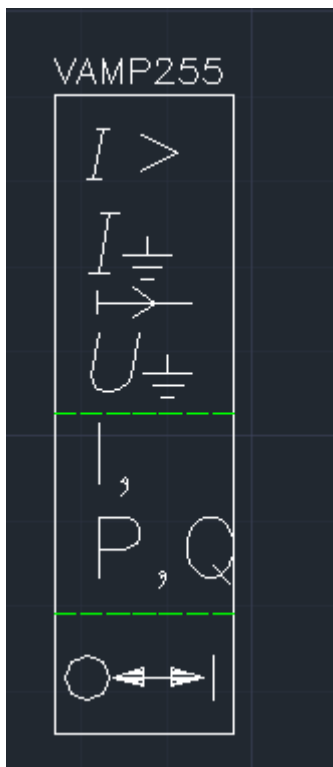 VAMP255
I >
I
U
I,
P,Q